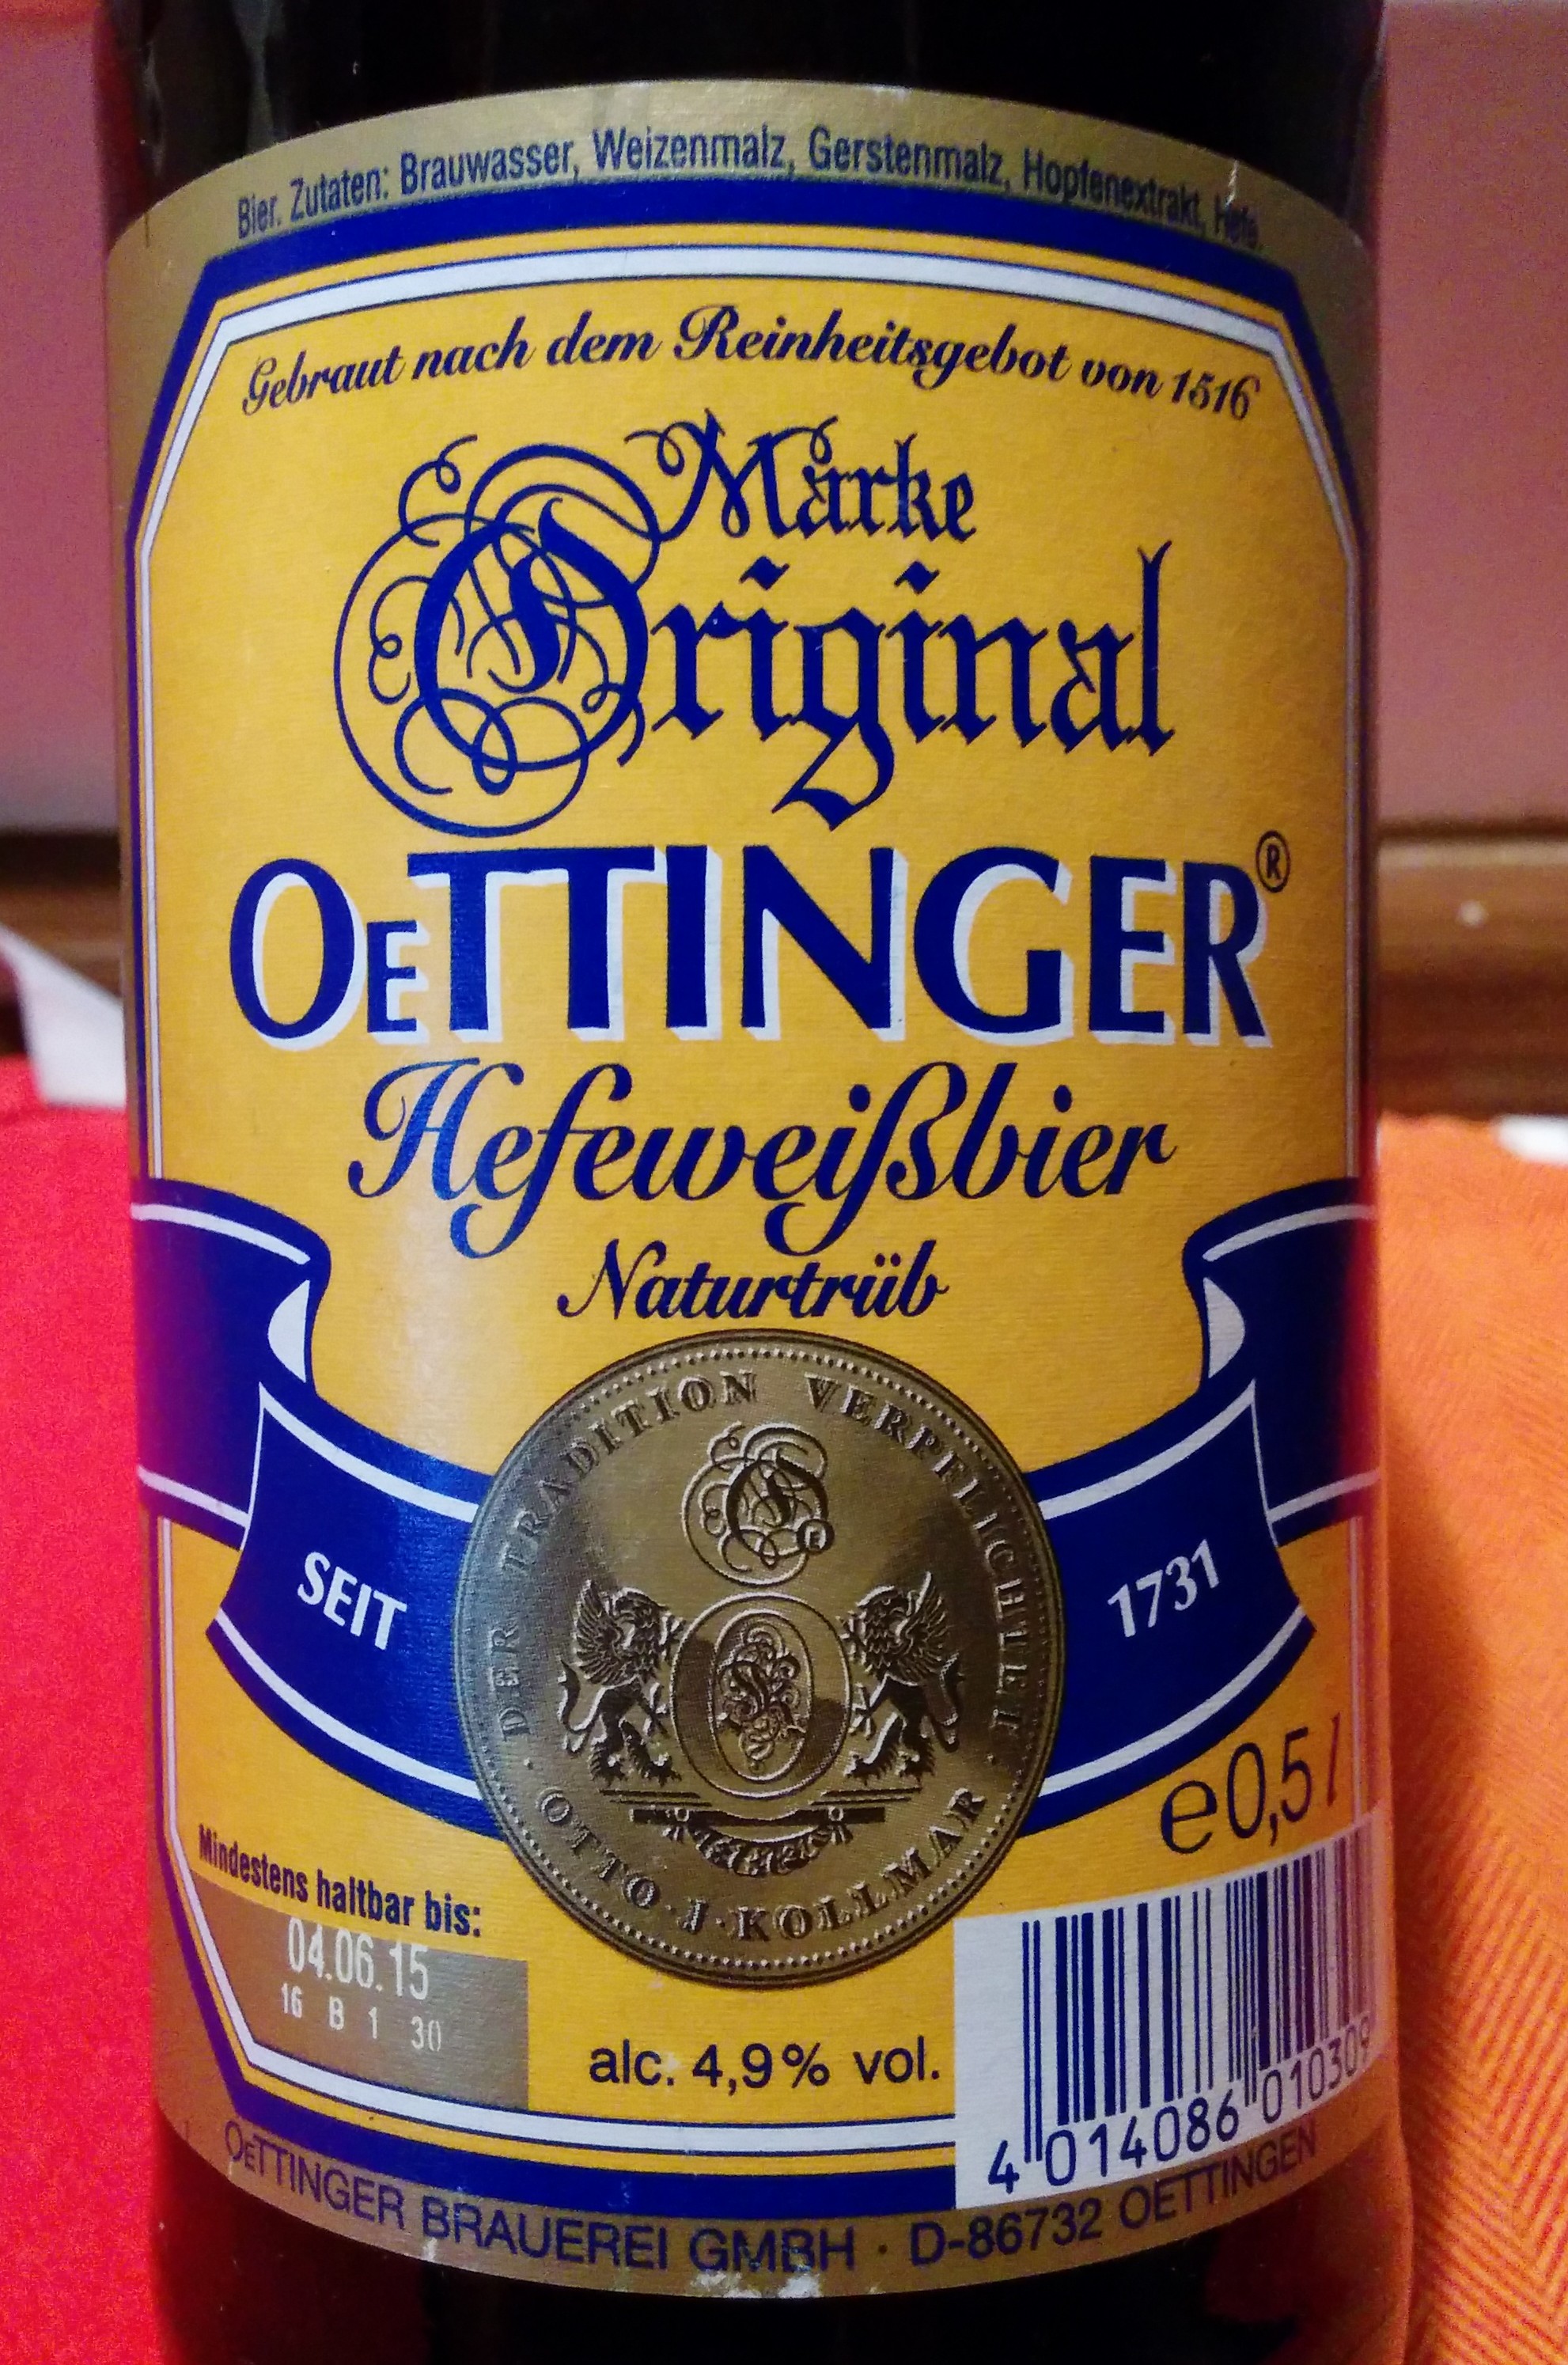 Bier. Zutaten: Brauwasser, Weizenmalz, Gerstenmalz, Hopfenextrakt, Hefe.
Gebraut nach dem Reinheitsgebot von 1516
Marke
Original
OETTINGER®
Hefeweißbier
Naturtrüb
DER TRADITION VERPFLICHTET
SEIT
1731
· OTTO · J · KOLLMAR ·
e 0,5 l
Mindestens haltbar bis:
04.06.15
16 B 1 30
alc. 4,9% vol.
4 014086 010309
OETTINGER BRAUEREI GMBH · D-86732 OETTINGEN